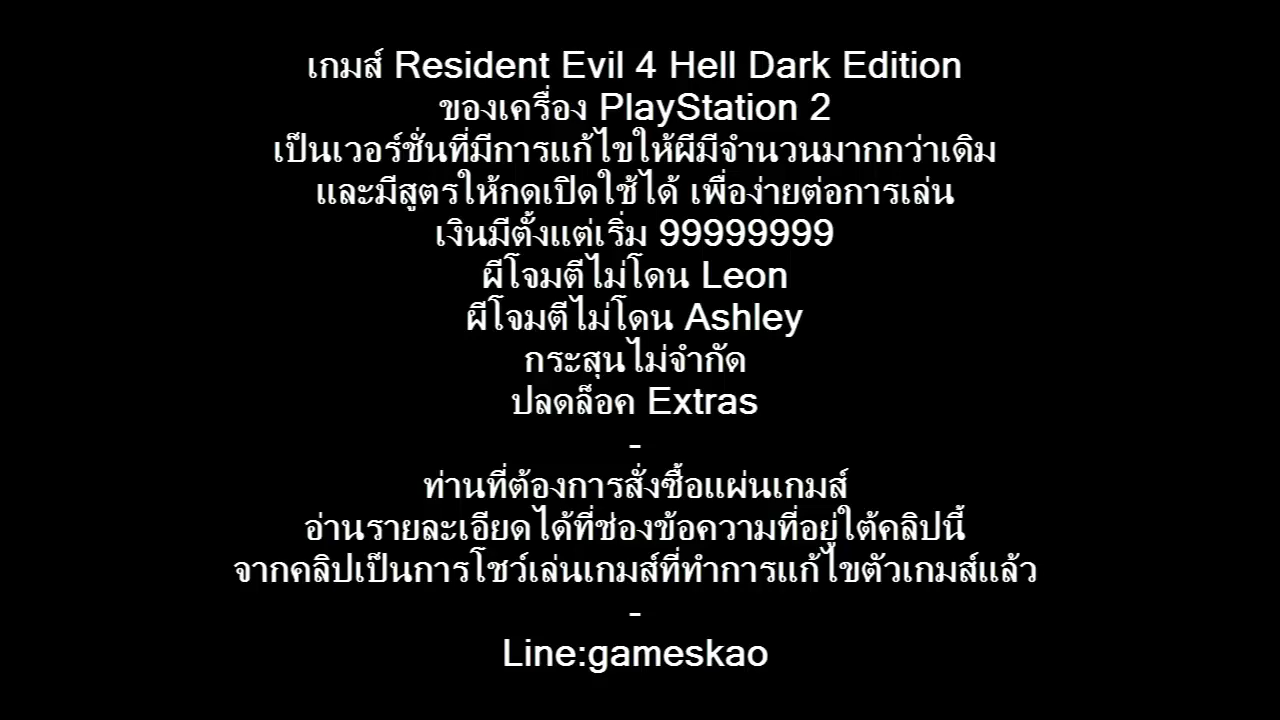 เกมส์ Resident Evil 4 Hell Dark Edition
ของเครื่อง PlayStation 2
เป็นเวอร์ชั่นที่มีการแก้ไขให้ผีมีจำนวนมากกว่าเดิม
และมีสูตรให้กดเปิดใช้ได้ เพื่อง่ายต่อการเล่น
เงินมีตั้งแต่เริ่ม 99999999
ผีโจมตีไม่โดน Leon
ผีโจมตีไม่โดน Ashley
กระสุนไม่จำกัด
ปลดล็อค Extras
-
ท่านที่ต้องการสั่งซื้อแผ่นเกมส์
อ่านรายละเอียดได้ที่ช่องข้อความที่อยู่ใต้คลิปนี้
จากคลิปเป็นการโชว์เล่นเกมส์ที่ทำการแก้ไขตัวเกมส์แล้ว
-
Line:gameskao